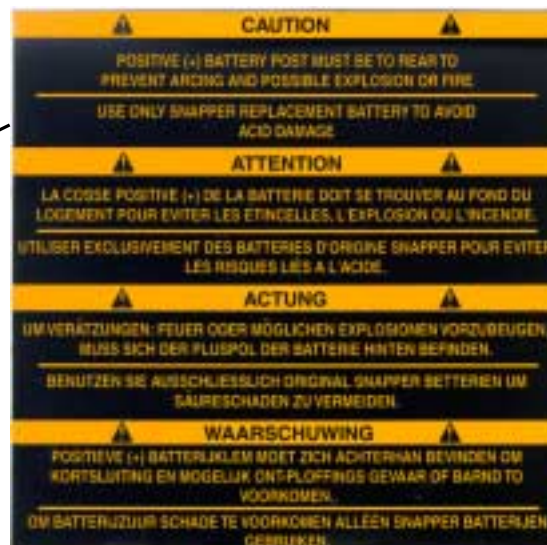 CAUTION
POSITIVE (+) BATTERY POST MUST BE TO REAR TO
PREVENT ARCING AND POSSIBLE EXPLOSION OR FIRE
USE ONLY SNAPPER REPLACEMENT BATTERY TO AVOID
ACID DAMAGE
ATTENTION
LA COSSE POSITIVE (+) DE LA BATTERIE DOIT SE TROUVER AU FOND DU
LOGEMENT POUR EVITER LES ETINCELLES, L'EXPLOSION OU L'INCENDIE.
UTILISER EXCLUSIVEMENT DES BATTERIES D'ORIGINE SNAPPER POUR EVITER
LES RISQUES LIES A L'ACIDE.
ACTUNG
UM VERÄTZUNGEN: FEUER ODER MÖGLICHEN EXPLOSIONEN VORZUBEUGEN,
MUSS SICH DER PLUSPOL DER BATTERIE HINTEN BEFINDEN.
BENUTZEN SIE AUSSCHLIESSLICH ORIGINAL SNAPPER BETTERIEN UM
SÄURESCHADEN ZU VERMEIDEN.
WAARSCHUWING
POSITIEVE (+) BATTERIJKLEM MOET ZICH ACHTERHAN BEVINDEN OM
KORTSLUITING EN MOGELIJK ONT-PLOFFINGS GEVAAR OF BARND TO
VOORKOMEN.
OM BATTERIJZUUR SCHADE TE VOORKOMEN ALLEEN SNAPPER BATTERIJEN
GEBRUIKEN.